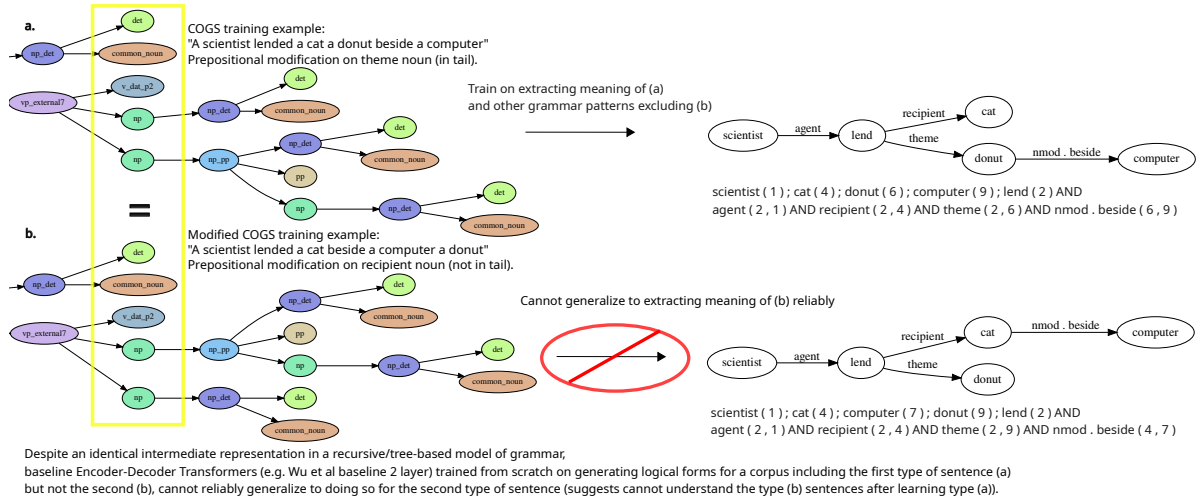 a.
COGS training example:
"A scientist lended a cat a donut beside a computer"
Prepositional modification on theme noun (in tail).
det
np_det
common_noun
vp_external7
v_dat_p2
np
np_det
det
common_noun
np
np_pp
np_det
det
common_noun
pp
np
np_det
det
common_noun
Train on extracting meaning of (a)
and other grammar patterns excluding (b)
scientist
agent
lend
recipient
cat
theme
donut
nmod . beside
computer
scientist ( 1 ) ; cat ( 4 ) ; donut ( 6 ) ; computer ( 9 ) ; lend ( 2 ) AND
agent ( 2 , 1 ) AND recipient ( 2 , 4 ) AND theme ( 2 , 6 ) AND nmod . beside ( 6 , 9 )
=
b.
Modified COGS training example:
"A scientist lended a cat beside a computer a donut"
Prepositional modification on recipient noun (not in tail).
det
np_det
common_noun
vp_external7
v_dat_p2
np
np_pp
np_det
det
common_noun
pp
np
np_det
det
common_noun
np
np_det
det
common_noun
Cannot generalize to extracting meaning of (b) reliably
scientist
agent
lend
recipient
cat
nmod . beside
computer
theme
donut
scientist ( 1 ) ; cat ( 4 ) ; computer ( 7 ) ; donut ( 9 ) ; lend ( 2 ) AND
agent ( 2 , 1 ) AND recipient ( 2 , 4 ) AND theme ( 2 , 9 ) AND nmod . beside ( 4 , 7 )
Despite an identical intermediate representation in a recursive/tree-based model of grammar,
baseline Encoder-Decoder Transformers (e.g. Wu et al baseline 2 layer) trained from scratch on generating logical forms for a corpus including the first type of sentence (a)
but not the second (b), cannot reliably generalize to doing so for the second type of sentence (suggests cannot understand the type (b) sentences after learning type (a)).